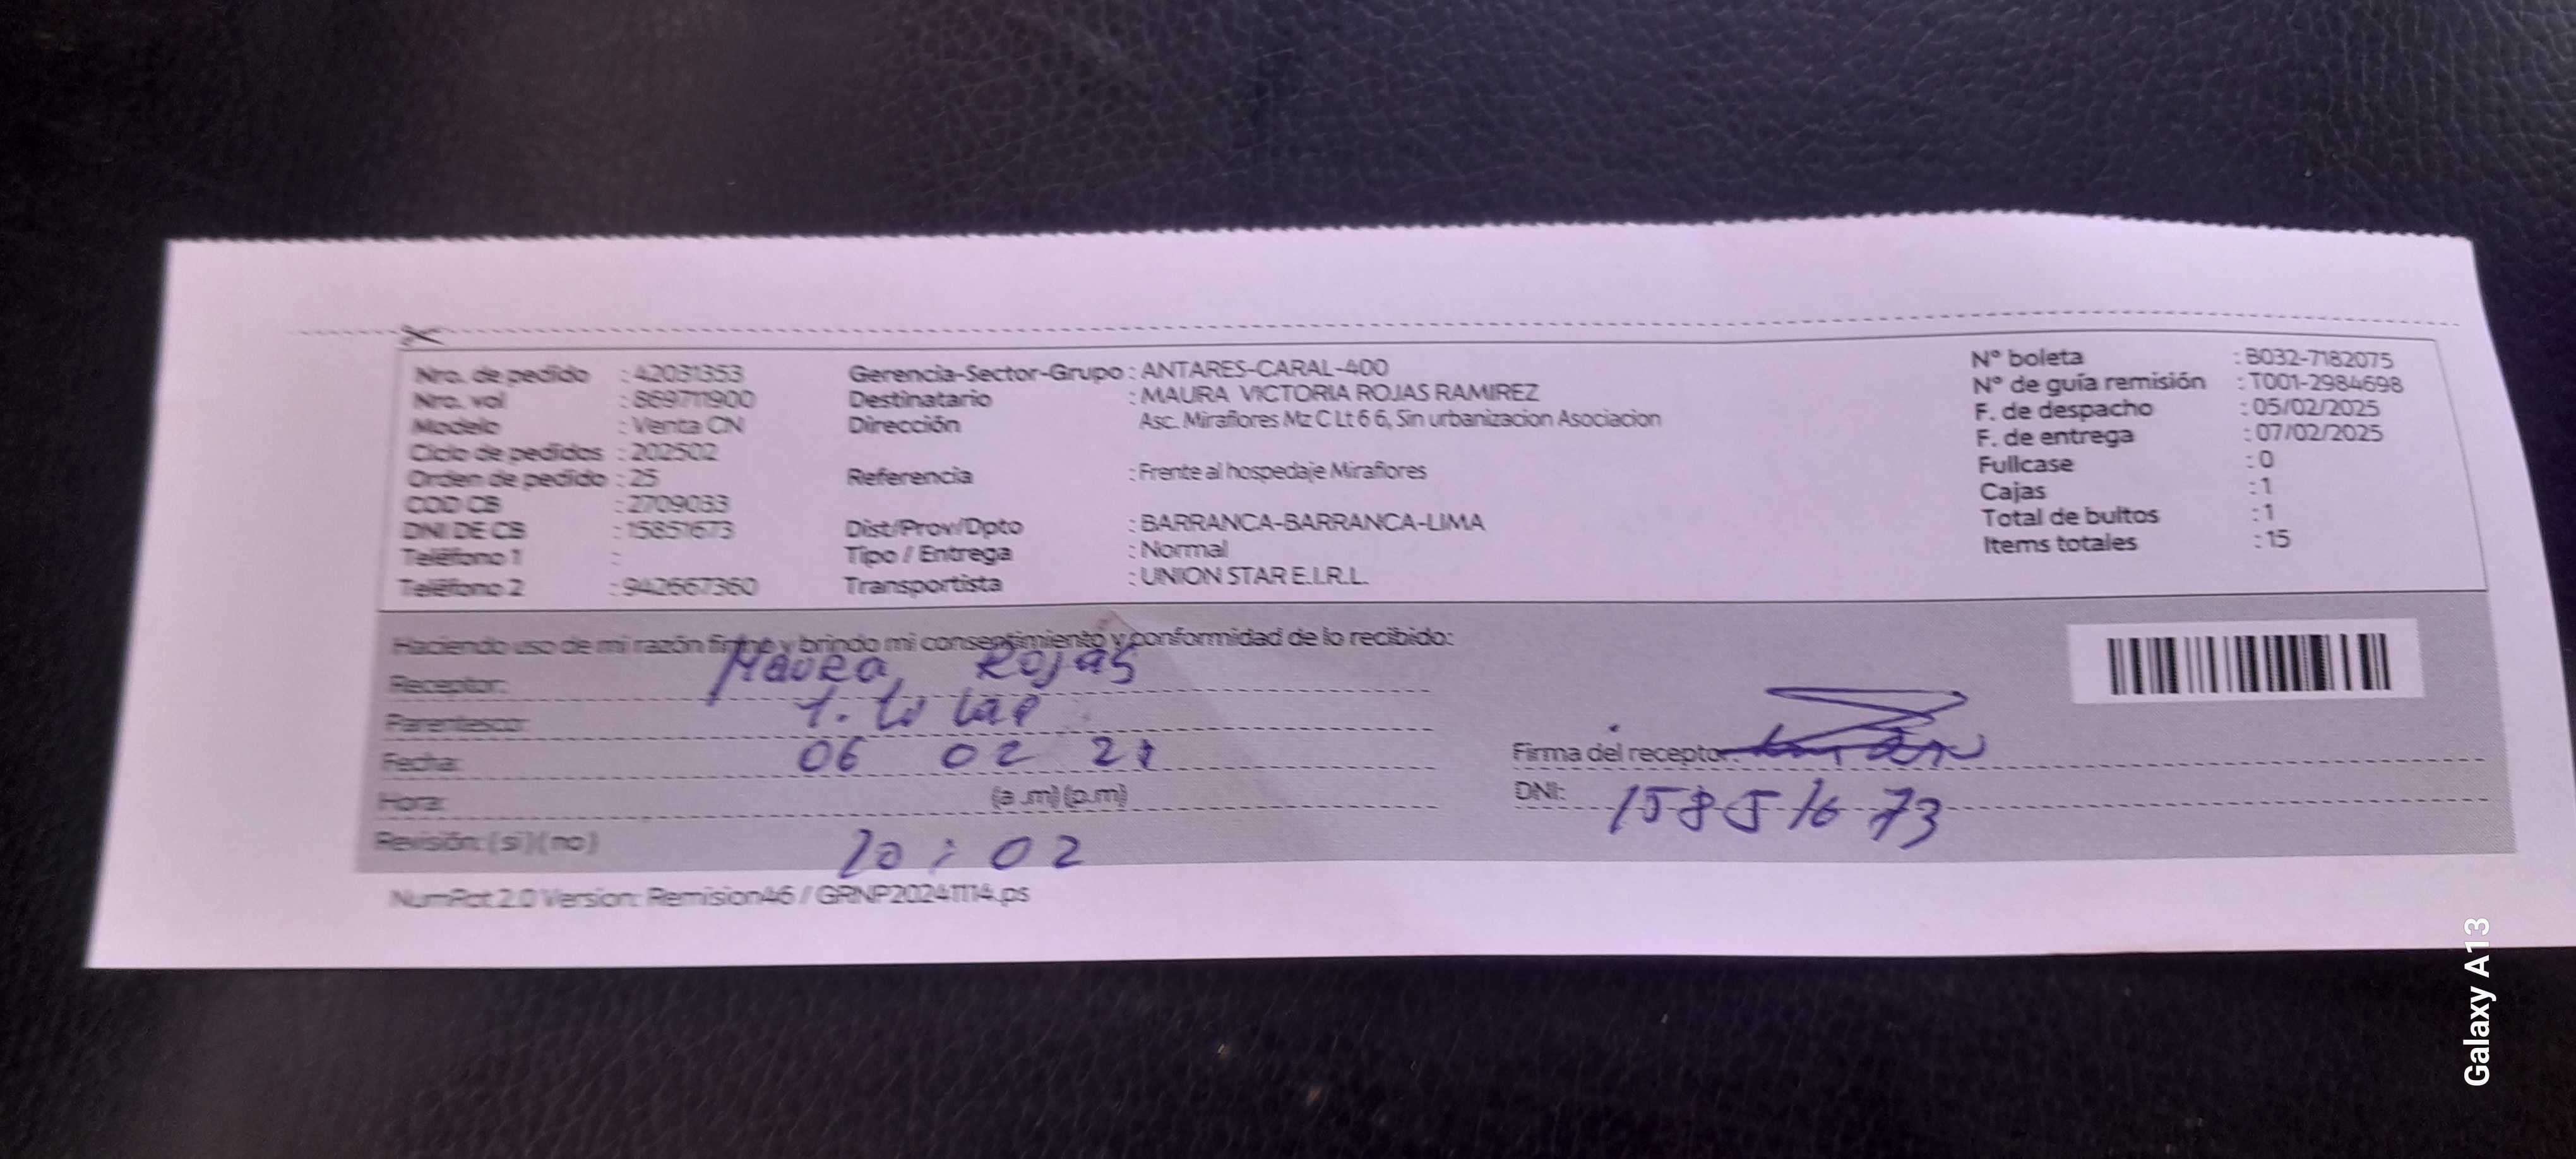 Nro. de pedido : 42031353
Nro. vol : 869711900
Modelo : Venta CN
Ciclo de pedidos : 202502
Orden de pedido : 25
COD CB : 2709033
DNI DE CB : 15851673
Teléfono 1 :
Teléfono 2 : 942667360
Gerencia-Sector-Grupo : ANTARES-CARAL-400
Destinatario : MAURA VICTORIA ROJAS RAMIREZ
Dirección Asc. Miraflores Mz C Lt 6 6, Sin urbanizacion Asociacion
Referencia : Frente al hospedaje Miraflores
Dist/Prov/Dpto : BARRANCA-BARRANCA-LIMA
Tipo / Entrega : Normal
Transportista : UNION STAR E.I.R.L.
N° boleta : B032-7182075
N° de guía remisión : T001-2984698
F. de despacho : 05/02/2025
F. de entrega : 07/02/2025
Fullcase : 0
Cajas : 1
Total de bultos : 1
Items totales : 15
Haciendo uso de mi razón firme y brindo mi consentimiento y conformidad de lo recibido:
Receptor: Maura Rojas
Parentesco:
Fecha: 06 02
Hora: (a .m) (p.m)
Revisión: ( si ) ( no ) : 02
Firma del receptor:
DNI: 15851673
NumPat 2.0 Version: Remision46 / GRNP20241114.ps
Galaxy A13